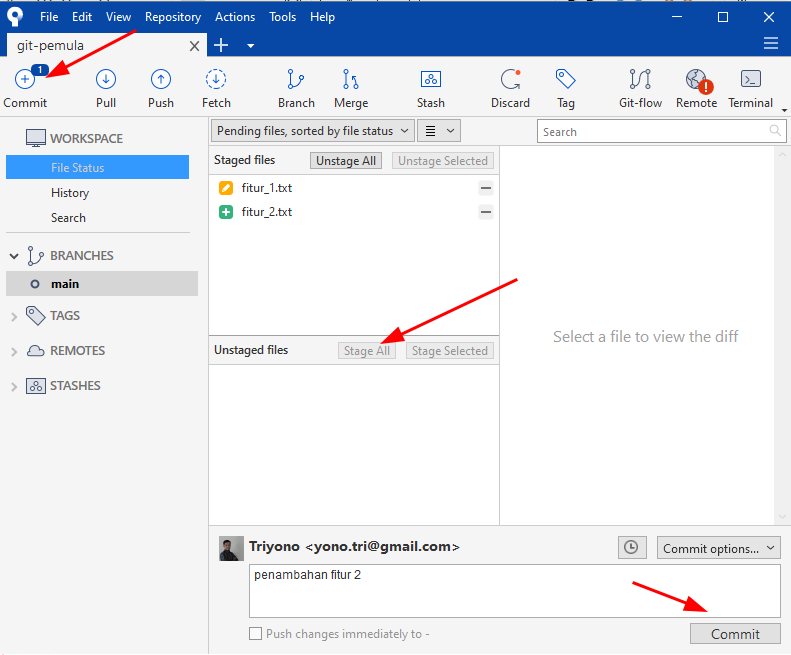 File Edit View Repository Actions Tools Help
git-pemula
1
Commit Pull Push Fetch Branch Merge Stash Discard Tag Git-flow Remote Terminal
WORKSPACE
File Status
History
Search
BRANCHES
main
TAGS
REMOTES
STASHES
Pending files, sorted by file status
Search
Staged files Unstage All Unstage Selected
fitur_1.txt
fitur_2.txt
Unstaged files Stage All Stage Selected
Select a file to view the diff
Triyono <yono.tri@gmail.com>
Commit options...
penambahan fitur 2
Push changes immediately to -
Commit